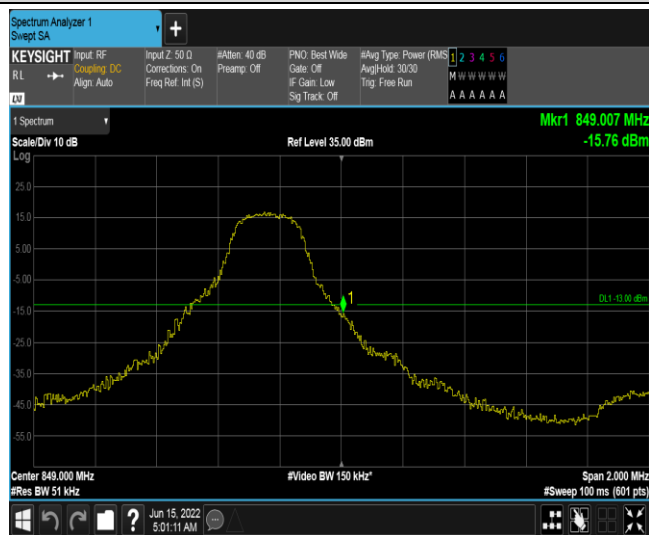 Spectrum Analyzer 1
Swept SA
+
KEYSIGHT
RL
LXI
Input: RF
Coupling: DC
Align: Auto
Input Z: 50 Ω
Corrections: On
Freq Ref: Int (S)
#Atten: 40 dB
Preamp: Off
PNO: Best Wide
Gate: Off
IF Gain: Low
Sig Track: Off
#Avg Type: Power (RMS
Avg|Hold: 30/30
Trig: Free Run
1 2 3 4 5 6
M W W W W W
A A A A A A
1 Spectrum
Mkr1 849.007 MHz
Scale/Div 10 dB
Ref Level 35.00 dBm
-15.76 dBm
Log
25.0
15.0
5.00
-5.00
1
DL1 -13.00 dBm
-15.0
-25.0
-35.0
-45.0
-55.0
Center 849.000 MHz
#Video BW 150 kHz*
Span 2.000 MHz
#Res BW 51 kHz
#Sweep 100 ms (601 pts)
?
Jun 15, 2022
5:01:11 AM